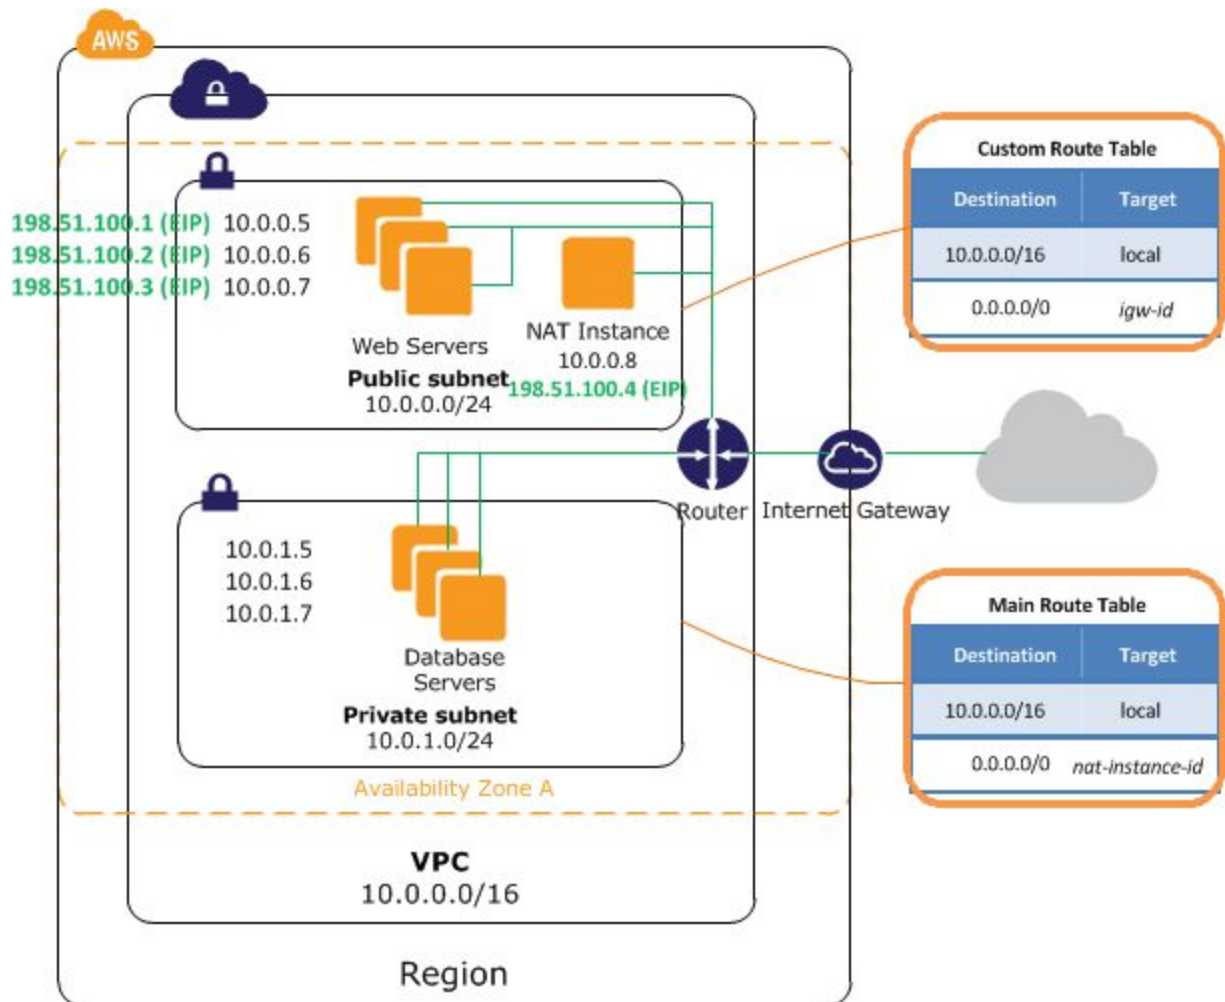 AWS
198.51.100.1 (EIP) 10.0.0.5
198.51.100.2 (EIP) 10.0.0.6
198.51.100.3 (EIP) 10.0.0.7
Web Servers
Public subnet
10.0.0.0/24
NAT Instance
10.0.0.8
198.51.100.4 (EIP)
Custom Route Table
Destination Target
10.0.0.0/16 local
0.0.0.0/0 igw-id
Router
Internet Gateway
10.0.1.5
10.0.1.6
10.0.1.7
Database
Servers
Private subnet
10.0.1.0/24
Main Route Table
Destination Target
10.0.0.0/16 local
0.0.0.0/0 nat-instance-id
Availability Zone A
VPC
10.0.0.0/16
Region